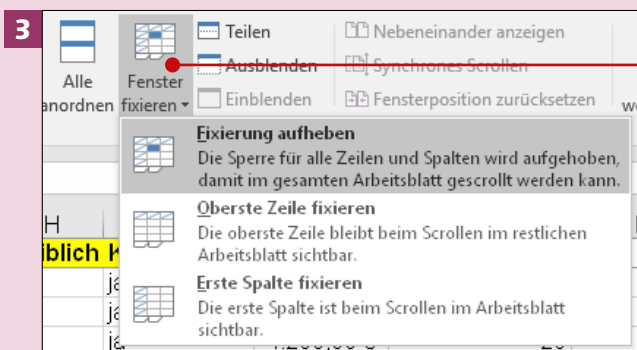 3
Alle
anordnen
Fenster
fixieren
Teilen
Ausblenden
Einblenden
Nebeneinander anzeigen
Synchrones Scrollen
Fensterposition zurücksetzen
Fixierung aufheben
Die Sperre für alle Zeilen und Spalten wird aufgehoben,
damit im gesamten Arbeitsblatt gescrollt werden kann.
Oberste Zeile fixieren
Die oberste Zeile bleibt beim Scrollen im restlichen
Arbeitsblatt sichtbar.
Erste Spalte fixieren
Die erste Spalte ist beim Scrollen im Arbeitsblatt
sichtbar.
H
iblich K
ja
ja
ja